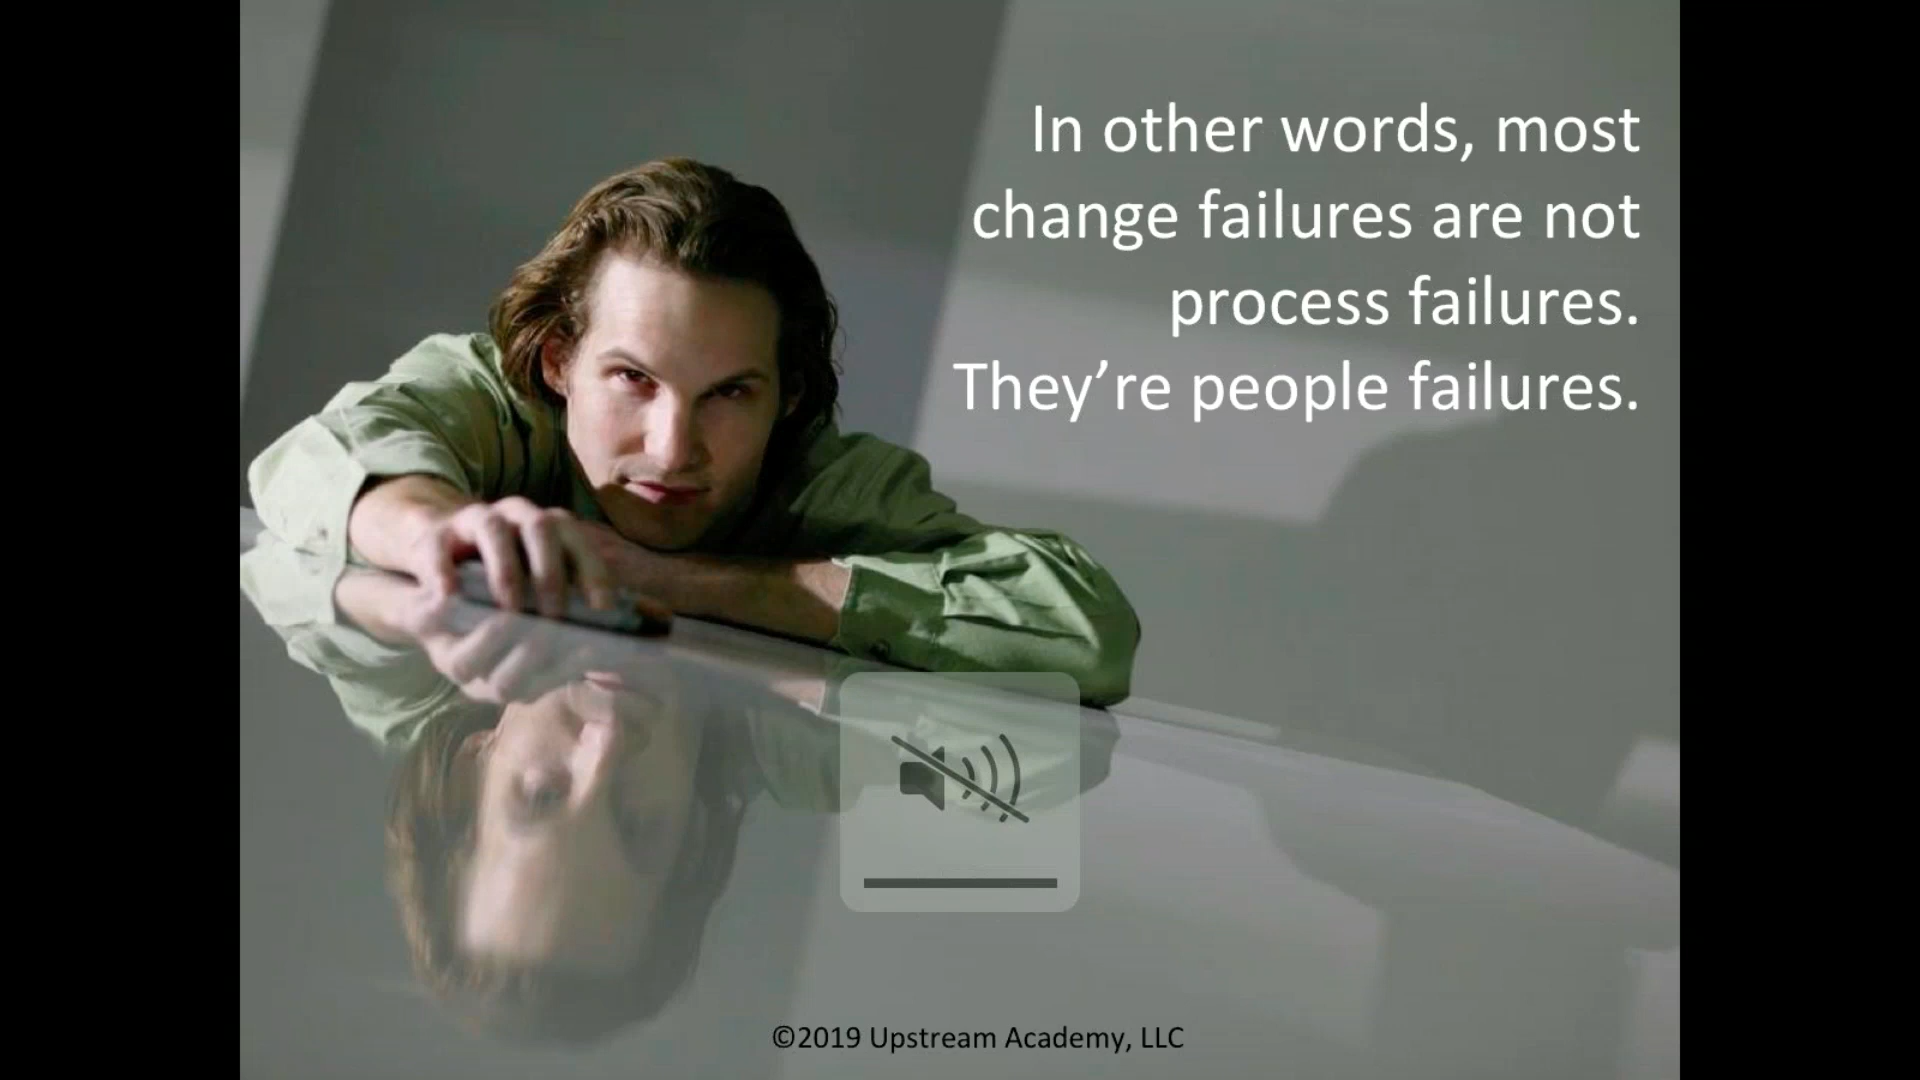 In other words, most
change failures are not
process failures.
They’re people failures.
©2019 Upstream Academy, LLC